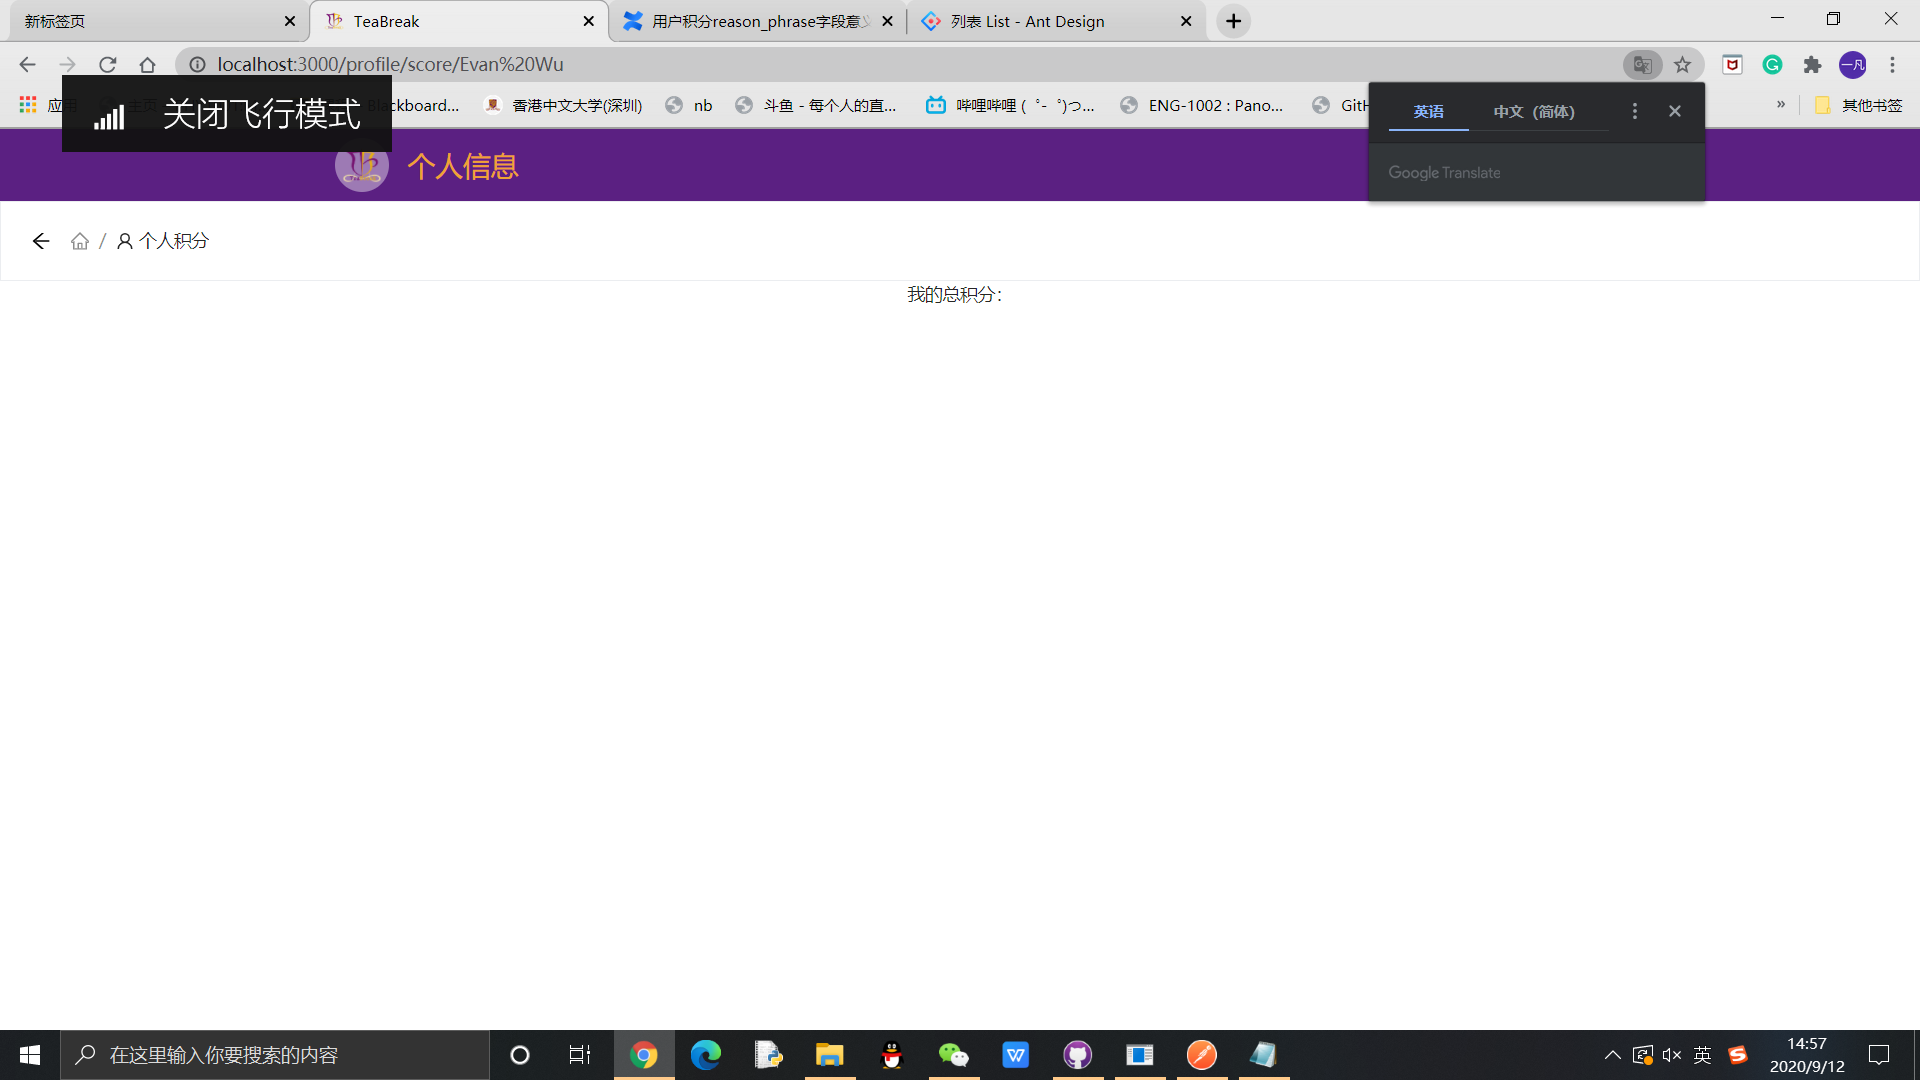 新标签页
TeaBreak
用户积分reason_phrase字段意义
列表 List - Ant Design
localhost:3000/profile/score/Evan%20Wu
一凡
应用
主页
Blackboard...
香港中文大学(深圳)
nb
斗鱼 - 每个人的直...
哔哩哔哩 ( ゜- ゜)つ...
ENG-1002 : Pano...
GitH
»
其他书签
关闭飞行模式
英语
中文（简体）
Google Translate
个人信息
/ 个人积分
我的总积分：
在这里输入你要搜索的内容
英
14:57
2020/9/12